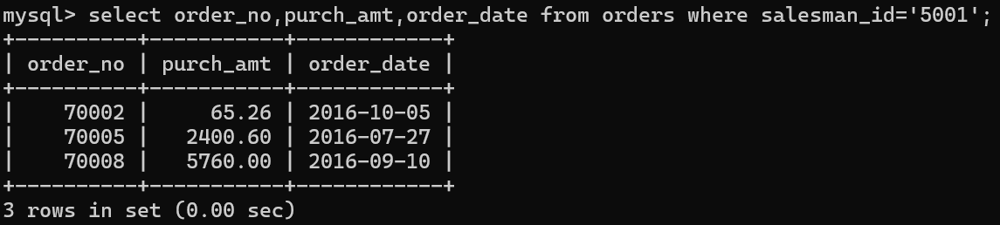 mysql> select order_no,purch_amt,order_date from orders where salesman_id='5001';
+----------+-----------+------------+
| order_no | purch_amt | order_date |
+----------+-----------+------------+
|    70002 |     65.26 | 2016-10-05 |
|    70005 |   2400.60 | 2016-07-27 |
|    70008 |   5760.00 | 2016-09-10 |
+----------+-----------+------------+
3 rows in set (0.00 sec)